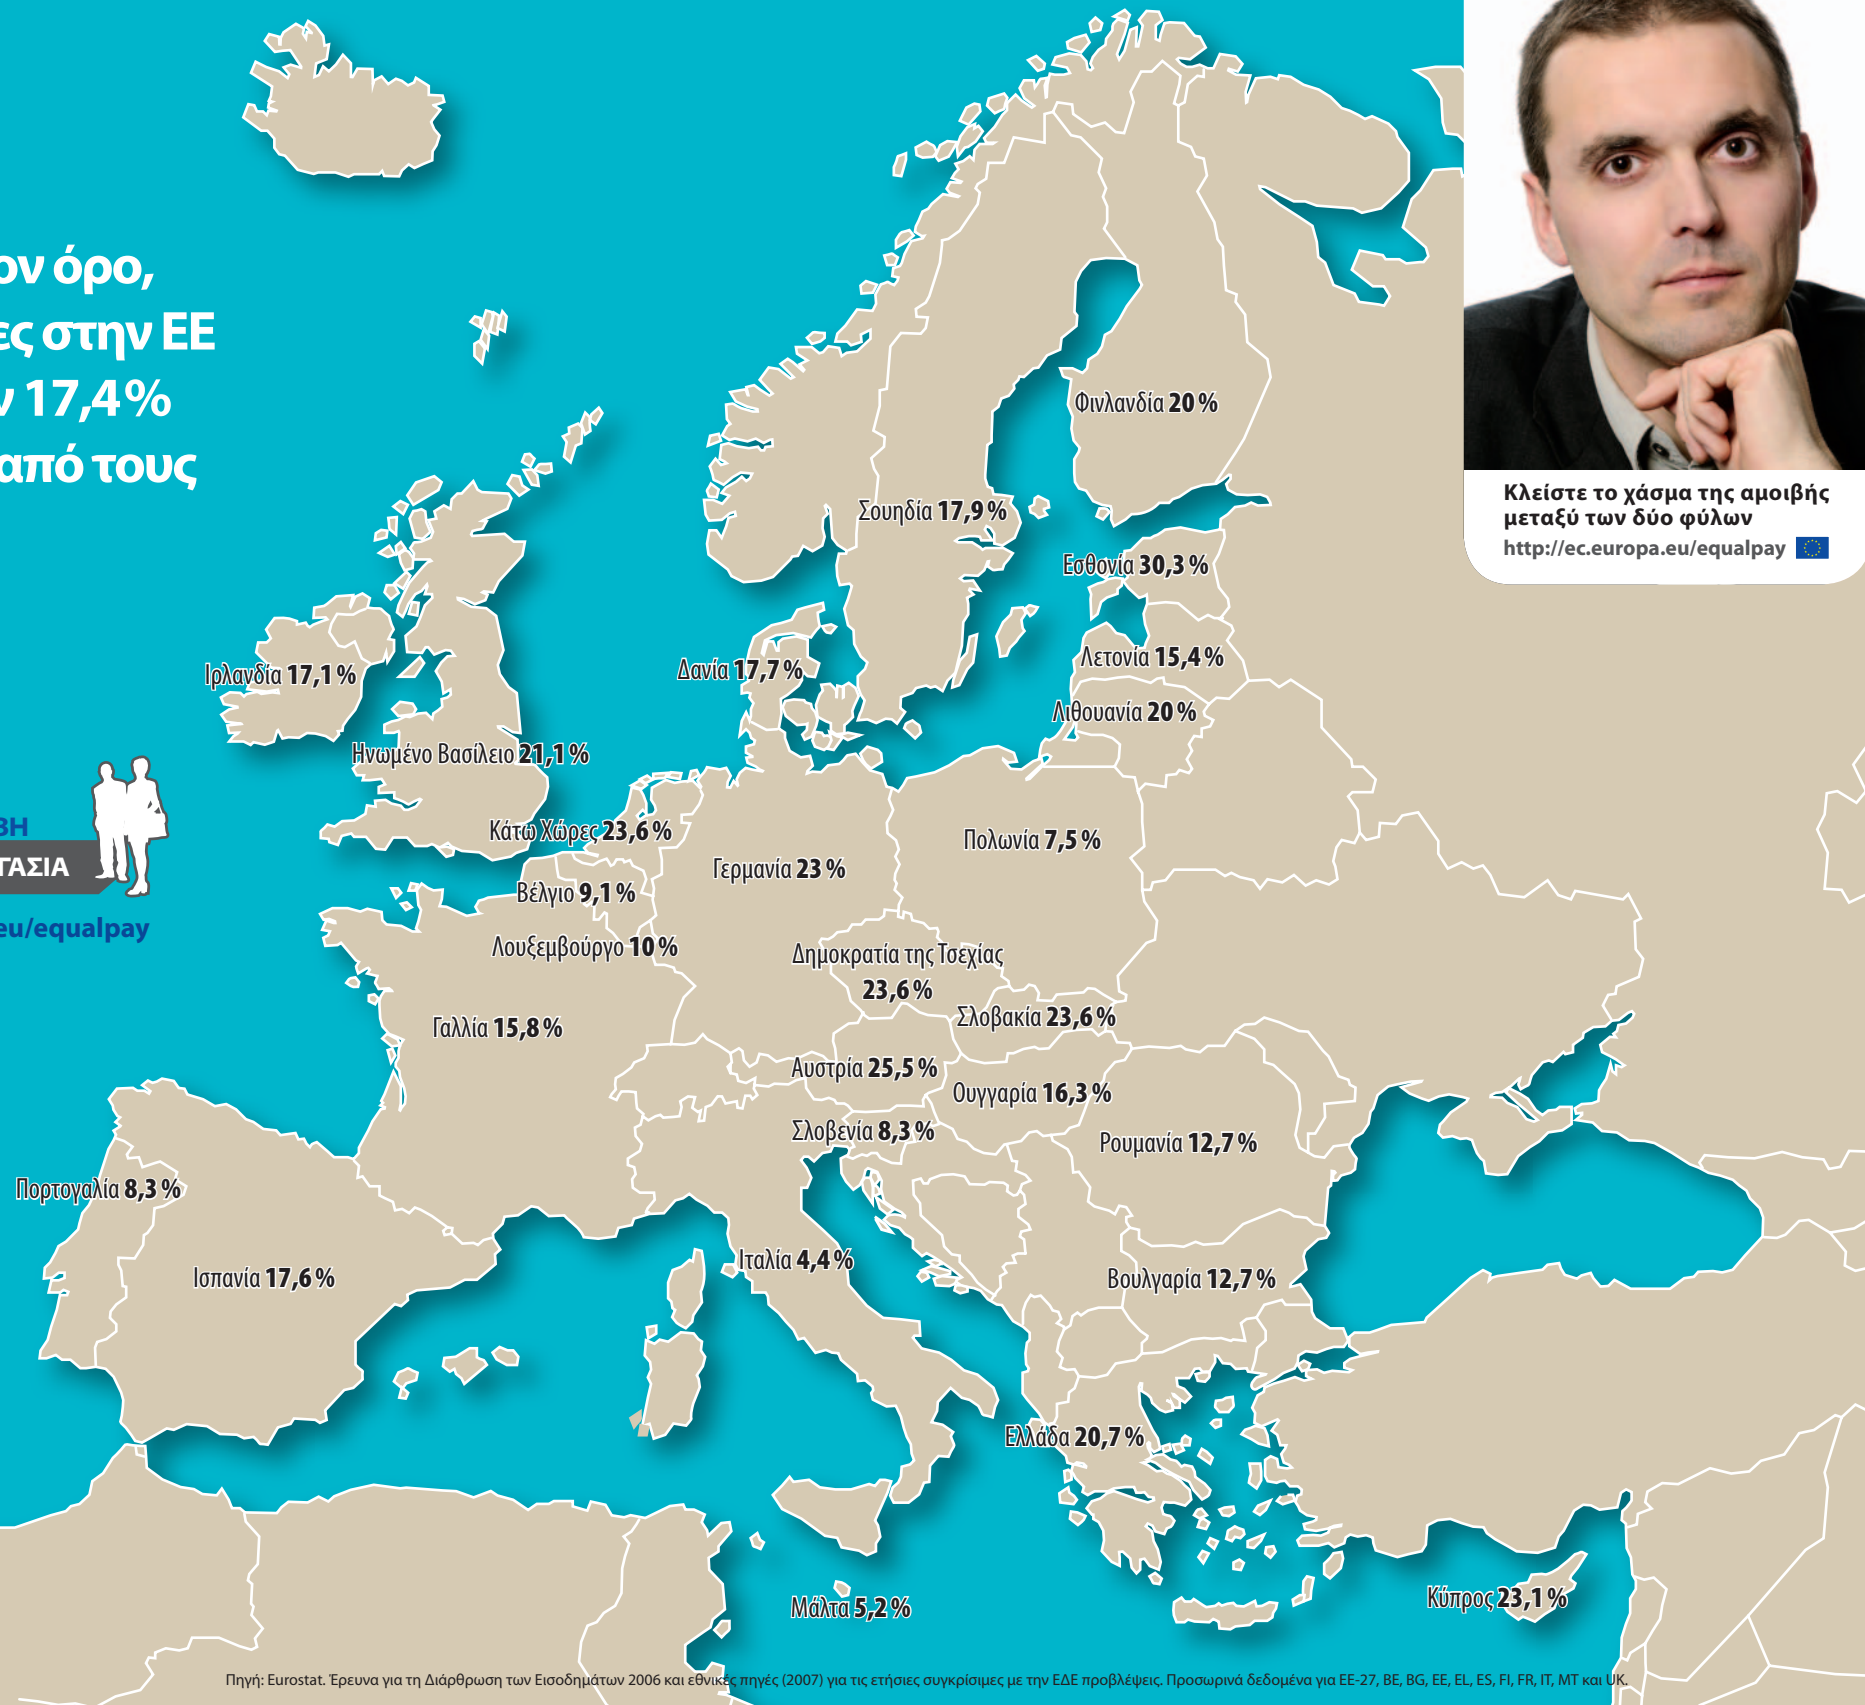 όρο,
στην ΕΕ
17,4%
από τους
Φινλανδία 20 %
Σουηδία 17,9 %
Κλείστε το χάσμα της αμοιβής
μεταξύ των δύο φύλων
http://ec.europa.eu/equalpay
Εσθονία 30,3 %
Λετονία 15,4 %
Ιρλανδία 17,1 %
Δανία 17,7 %
Λιθουανία 20 %
Ηνωμένο Βασίλειο 21,1 %
Κάτω Χώρες 23,6 %
Πολωνία 7,5 %
Γερμανία 23 %
Βέλγιο 9,1 %
eu/equalpay
Λουξεμβούργο 10 %
Δημοκρατία της Τσεχίας
23,6 %
Σλοβακία 23,6 %
Γαλλία 15,8 %
Αυστρία 25,5 %
Ουγγαρία 16,3 %
Σλοβενία 8,3 %
Ρουμανία 12,7 %
Πορτογαλία 8,3 %
Ιταλία 4,4 %
Ισπανία 17,6 %
Βουλγαρία 12,7 %
Ελλάδα 20,7 %
Μάλτα 5,2 %
Κύπρος 23,1 %
Πηγή: Eurostat. Έρευνα για τη Διάρθρωση των Εισοδημάτων 2006 και εθνικές πηγές (2007) για τις ετήσιες συγκρίσιμες με την ΕΔΕ προβλέψεις. Προσωρινά δεδομένα για ΕΕ-27, BE, BG, EE, EL, ES, FI, FR, IT, MT και UK.